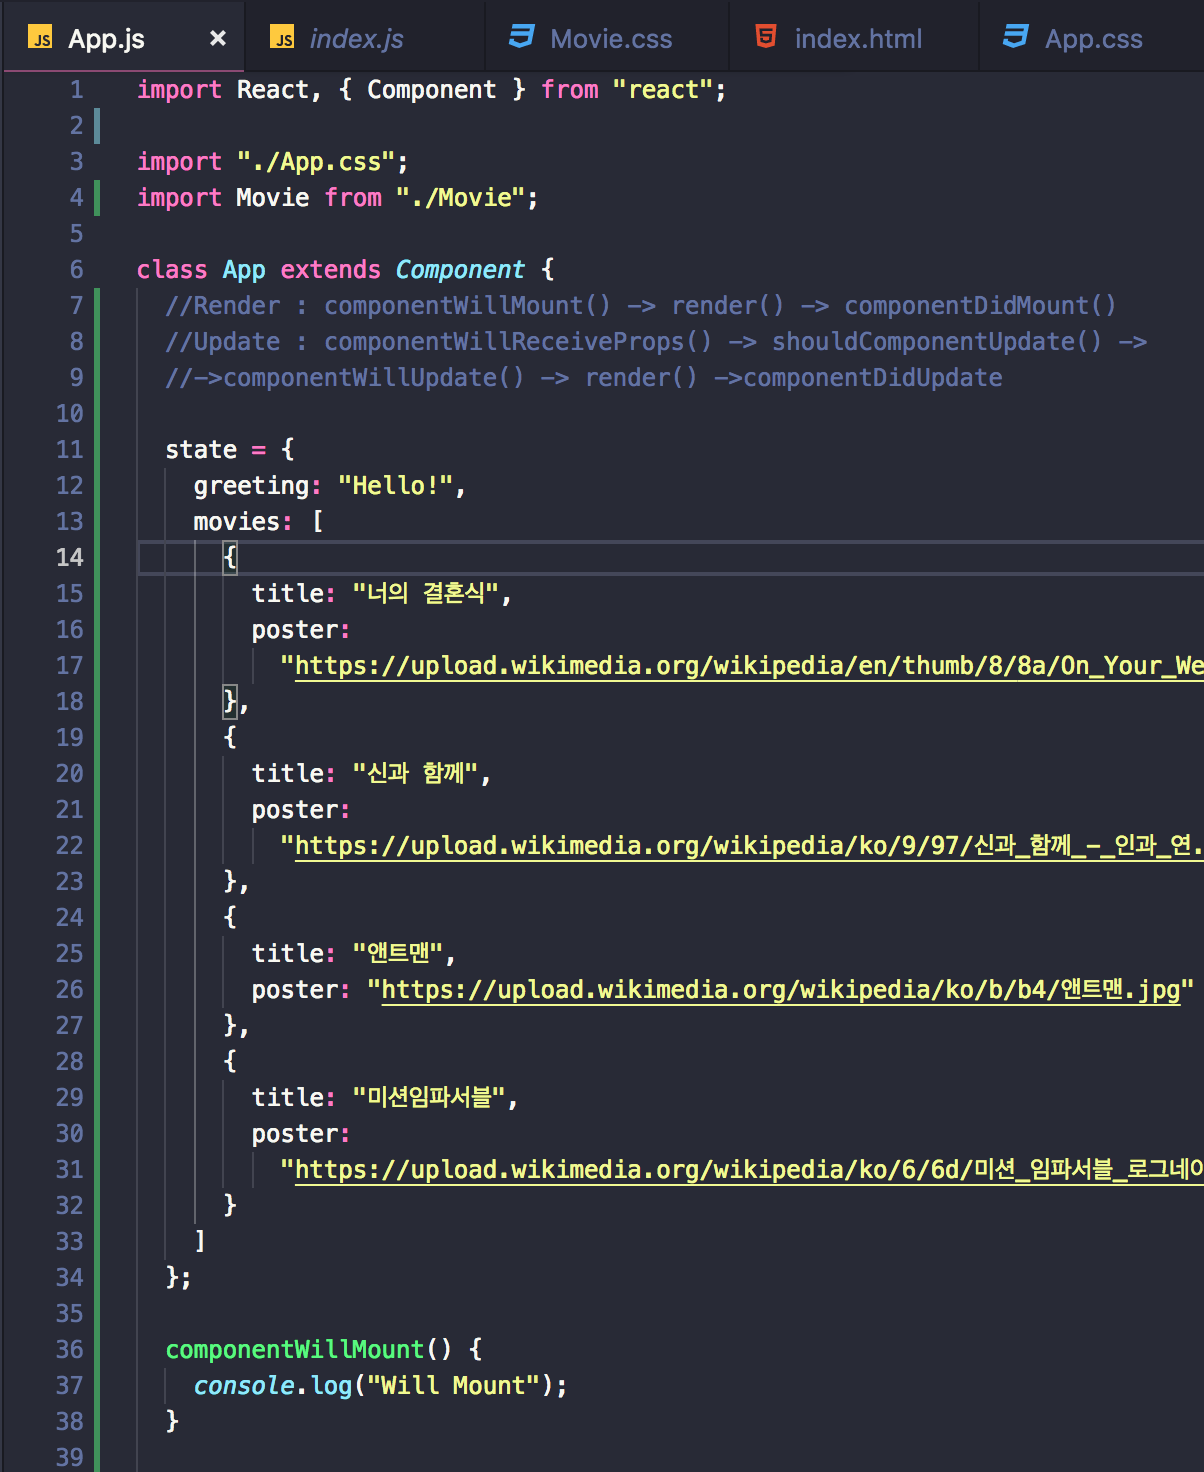 App.js × index.js Movie.css index.html App.css
1 import React, { Component } from "react";
2
3 import "./App.css";
4 import Movie from "./Movie";
5
6 class App extends Component {
7 //Render : componentWillMount() -> render() -> componentDidMount()
8 //Update : componentWillReceiveProps() -> shouldComponentUpdate() ->
9 //->componentWillUpdate() -> render() ->componentDidUpdate
10
11 state = {
12 greeting: "Hello!",
13 movies: [
14 {
15 title: "너의 결혼식",
16 poster:
17 "https://upload.wikimedia.org/wikipedia/en/thumb/8/8a/On_Your_We
18 },
19 {
20 title: "신과 함께",
21 poster:
22 "https://upload.wikimedia.org/wikipedia/ko/9/97/신과_함께_-_인과_연.
23 },
24 {
25 title: "앤트맨",
26 poster: "https://upload.wikimedia.org/wikipedia/ko/b/b4/앤트맨.jpg"
27 },
28 {
29 title: "미션임파서블",
30 poster:
31 "https://upload.wikimedia.org/wikipedia/ko/6/6d/미션_임파서블_로그네이
32 }
33 ]
34 };
35
36 componentWillMount() {
37 console.log("Will Mount");
38 }
39